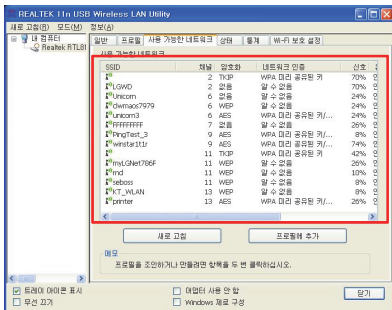 REALTEK 11n USB Wireless LAN Utility
새로 고침(R) 모드(M) 정보(A)
내 컴퓨터
Realtek RTL81
일반 프로필 사용 가능한 네트워크 상태 통계 Wi-Fi 보호 설정
사용 가능한 네트워크
SSID 채널 암호화 네트워크 인증 신호
2 TKIP WPA 미리 공유된 키 70%
LGWD 2 없음 알 수 없음 70%
Unicorn 6 없음 알 수 없음 24%
dwmaos7979 6 WEP 알 수 없음 24%
unicom3 6 AES WPA 미리 공유된 키/... 24%
FFFFFFFF 7 없음 알 수 없음 26%
PingTest_3 9 AES WPA 미리 공유된 키/... 8%
winstar1t1r 9 AES WPA 미리 공유된 키/... 74%
11 TKIP WPA 미리 공유된 키 42%
myLGNet786F 11 WEP 알 수 없음 26%
rnd 11 WEP 알 수 없음 10%
seboss 11 WEP 알 수 없음 8%
KT_WLAN 13 WEP 알 수 없음 8%
printer 13 AES WPA 미리 공유된 키/... 26%
새로 고침 프로필에 추가
메모
프로필을 조인하거나 만들려면 항목을 두 번 클릭하십시오.
트레이 아이콘 표시 어댑터 사용 안 함
무선 끄기 Windows 제로 구성
닫기